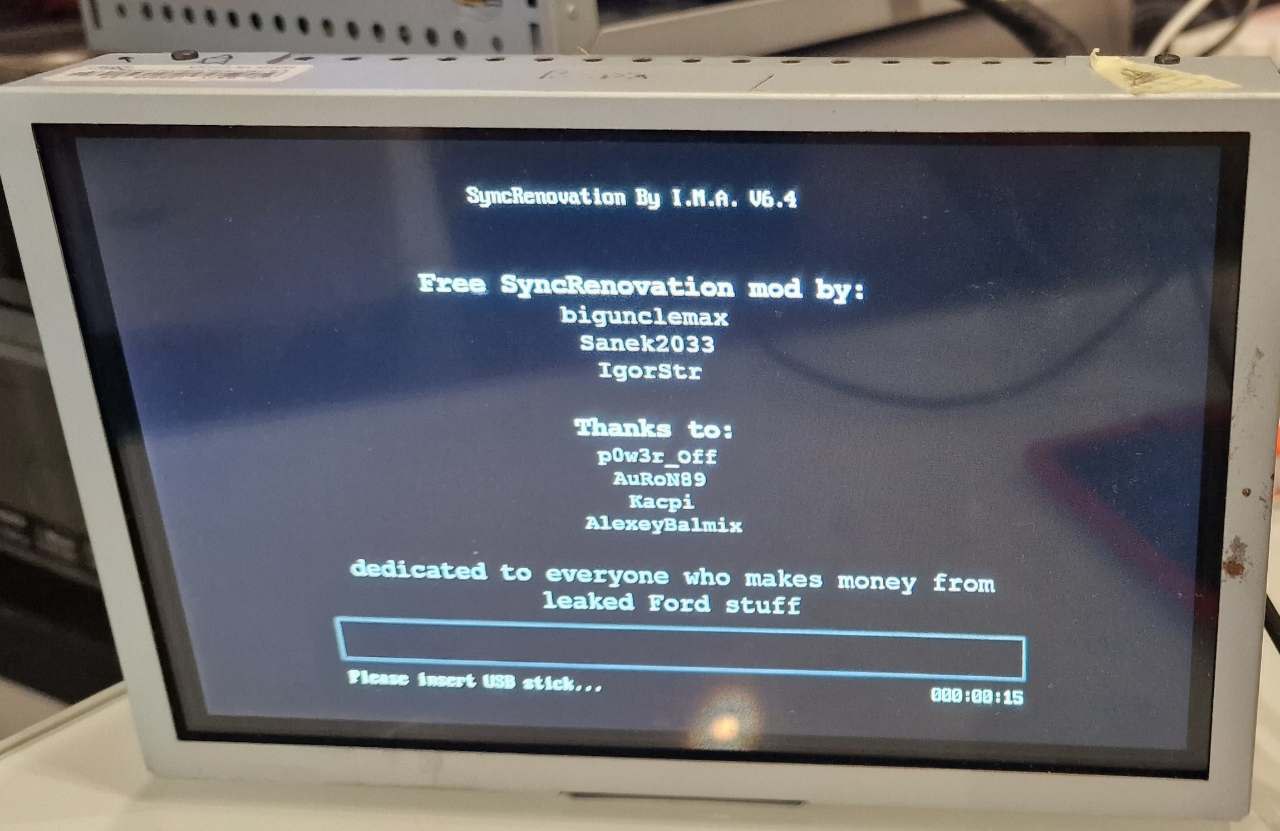 SyncRenovation By I.M.A. V6.4
Free SyncRenovation mod by:
bigunclemax
Sanek2033
IgorStr
Thanks to:
p0w3r_Off
AuRoN89
Kacpi
AlexeyBalmix
dedicated to everyone who makes money from
leaked Ford stuff
Please insert USB stick...
000:00:15